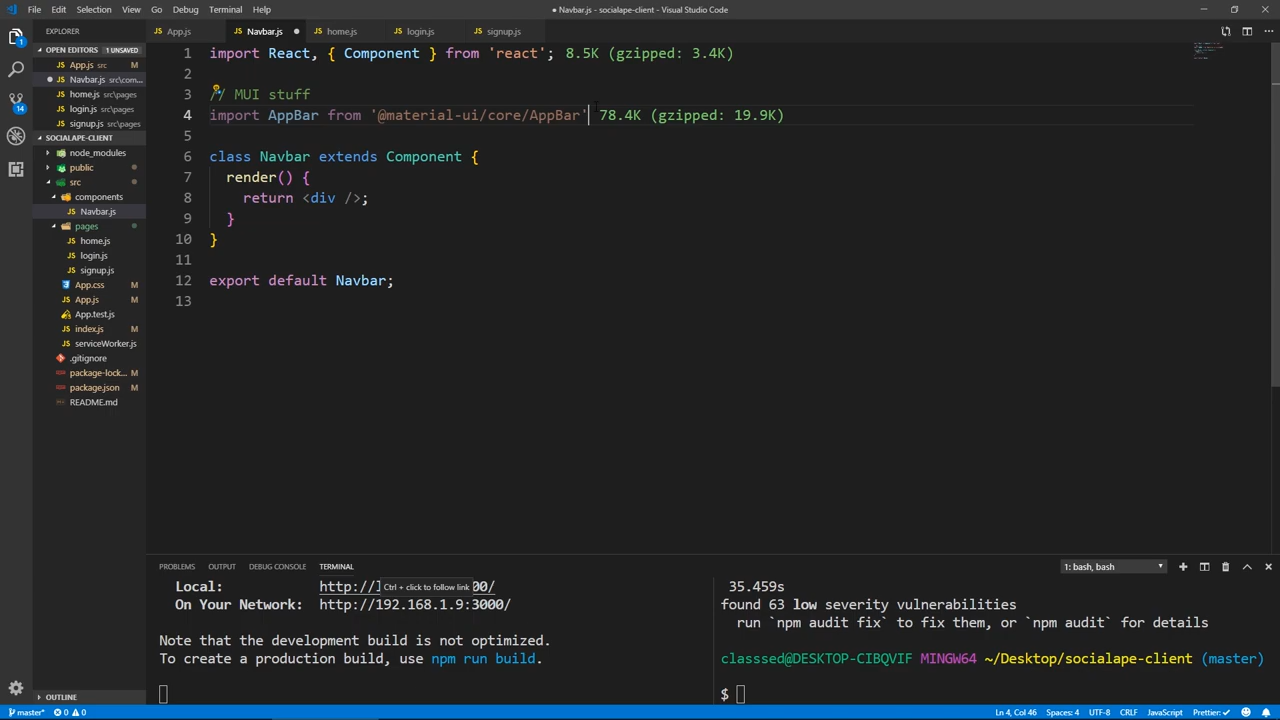 File Edit Selection View Go Debug Terminal Help
● Navbar.js - socialape-client - Visual Studio Code
EXPLORER
OPEN EDITORS 1 UNSAVED
App.js src M
Navbar.js src\com...
home.js src\pages
login.js src\pages
signup.js src\pages
SOCIALAPE-CLIENT
node_modules
public
src
components
Navbar.js
pages
home.js
login.js
signup.js
App.css M
App.js M
App.test.js
index.js M
serviceWorker.js
.gitignore
package-lock... M
package.json M
README.md
OUTLINE
App.js Navbar.js home.js login.js signup.js
1 import React, { Component } from 'react'; 8.5K (gzipped: 3.4K)
2
3 // MUI stuff
4 import AppBar from '@material-ui/core/AppBar' 78.4K (gzipped: 19.9K)
5
6 class Navbar extends Component {
7 render() {
8 return <div />;
9 }
10 }
11
12 export default Navbar;
13
PROBLEMS OUTPUT DEBUG CONSOLE TERMINAL
1: bash, bash
Local: http://l 00/
Ctrl + click to follow link
On Your Network: http://192.168.1.9:3000/
Note that the development build is not optimized.
To create a production build, use npm run build.
35.459s
found 63 low severity vulnerabilities
run `npm audit fix` to fix them, or `npm audit` for details
classsed@DESKTOP-CIBQVIF MINGW64 ~/Desktop/socialape-client (master)
$
master* 0 0
Ln 4, Col 46 Spaces: 4 UTF-8 CRLF JavaScript Prettier: ✓